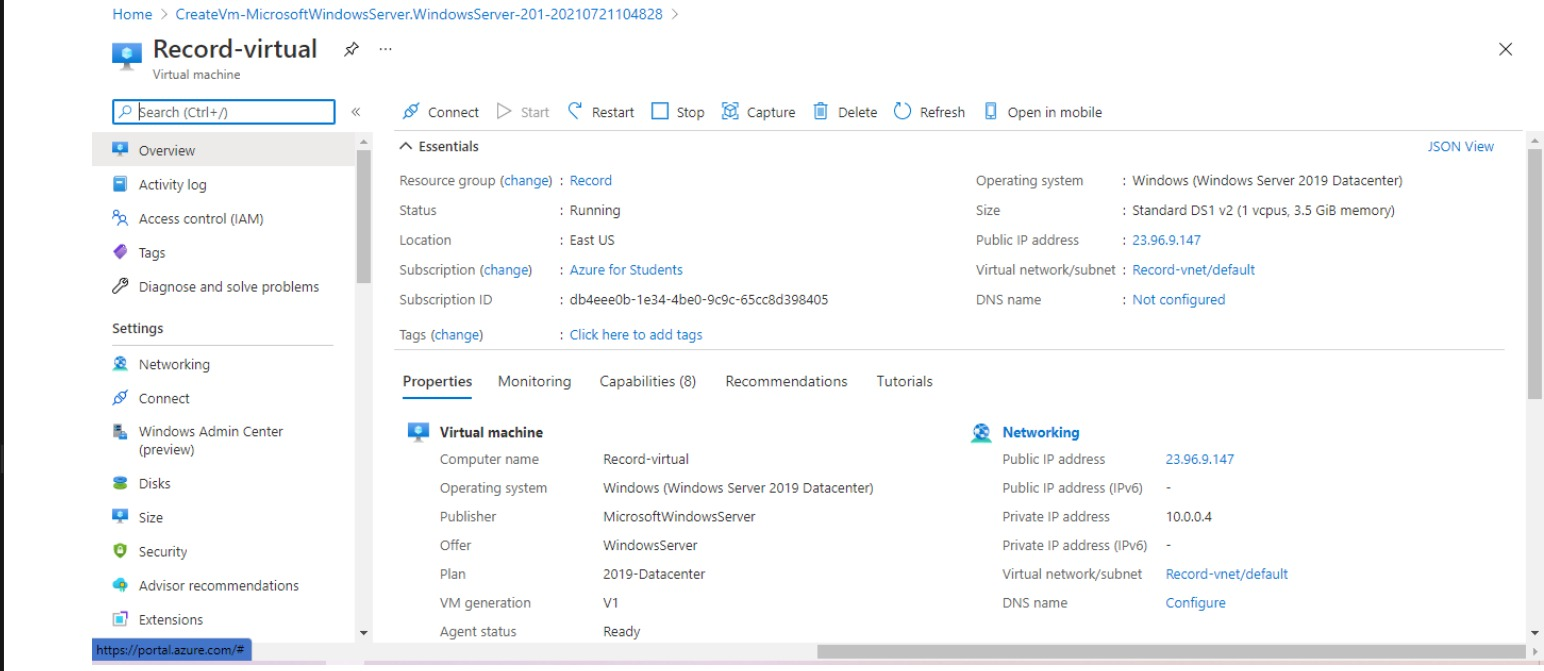 Home > CreateVm-MicrosoftWindowsServer.WindowsServer-201-20210721104828 >
Record-virtual ...
Virtual machine
Search (Ctrl+/) «
Connect Start Restart Stop Capture Delete Refresh Open in mobile
Overview
Activity log
Access control (IAM)
Tags
Diagnose and solve problems
Settings
Networking
Connect
Windows Admin Center
(preview)
Disks
Size
Security
Advisor recommendations
Extensions
https://portal.azure.com/#
Essentials JSON View
Resource group (change) : Record
Status : Running
Location : East US
Subscription (change) : Azure for Students
Subscription ID : db4eee0b-1e34-4be0-9c9c-65cc8d398405
Tags (change) : Click here to add tags
Operating system : Windows (Windows Server 2019 Datacenter)
Size : Standard DS1 v2 (1 vcpus, 3.5 GiB memory)
Public IP address : 23.96.9.147
Virtual network/subnet : Record-vnet/default
DNS name : Not configured
Properties Monitoring Capabilities (8) Recommendations Tutorials
Virtual machine
Computer name Record-virtual
Operating system Windows (Windows Server 2019 Datacenter)
Publisher MicrosoftWindowsServer
Offer WindowsServer
Plan 2019-Datacenter
VM generation V1
Agent status Ready
Networking
Public IP address 23.96.9.147
Public IP address (IPv6) -
Private IP address 10.0.0.4
Private IP address (IPv6) -
Virtual network/subnet Record-vnet/default
DNS name Configure